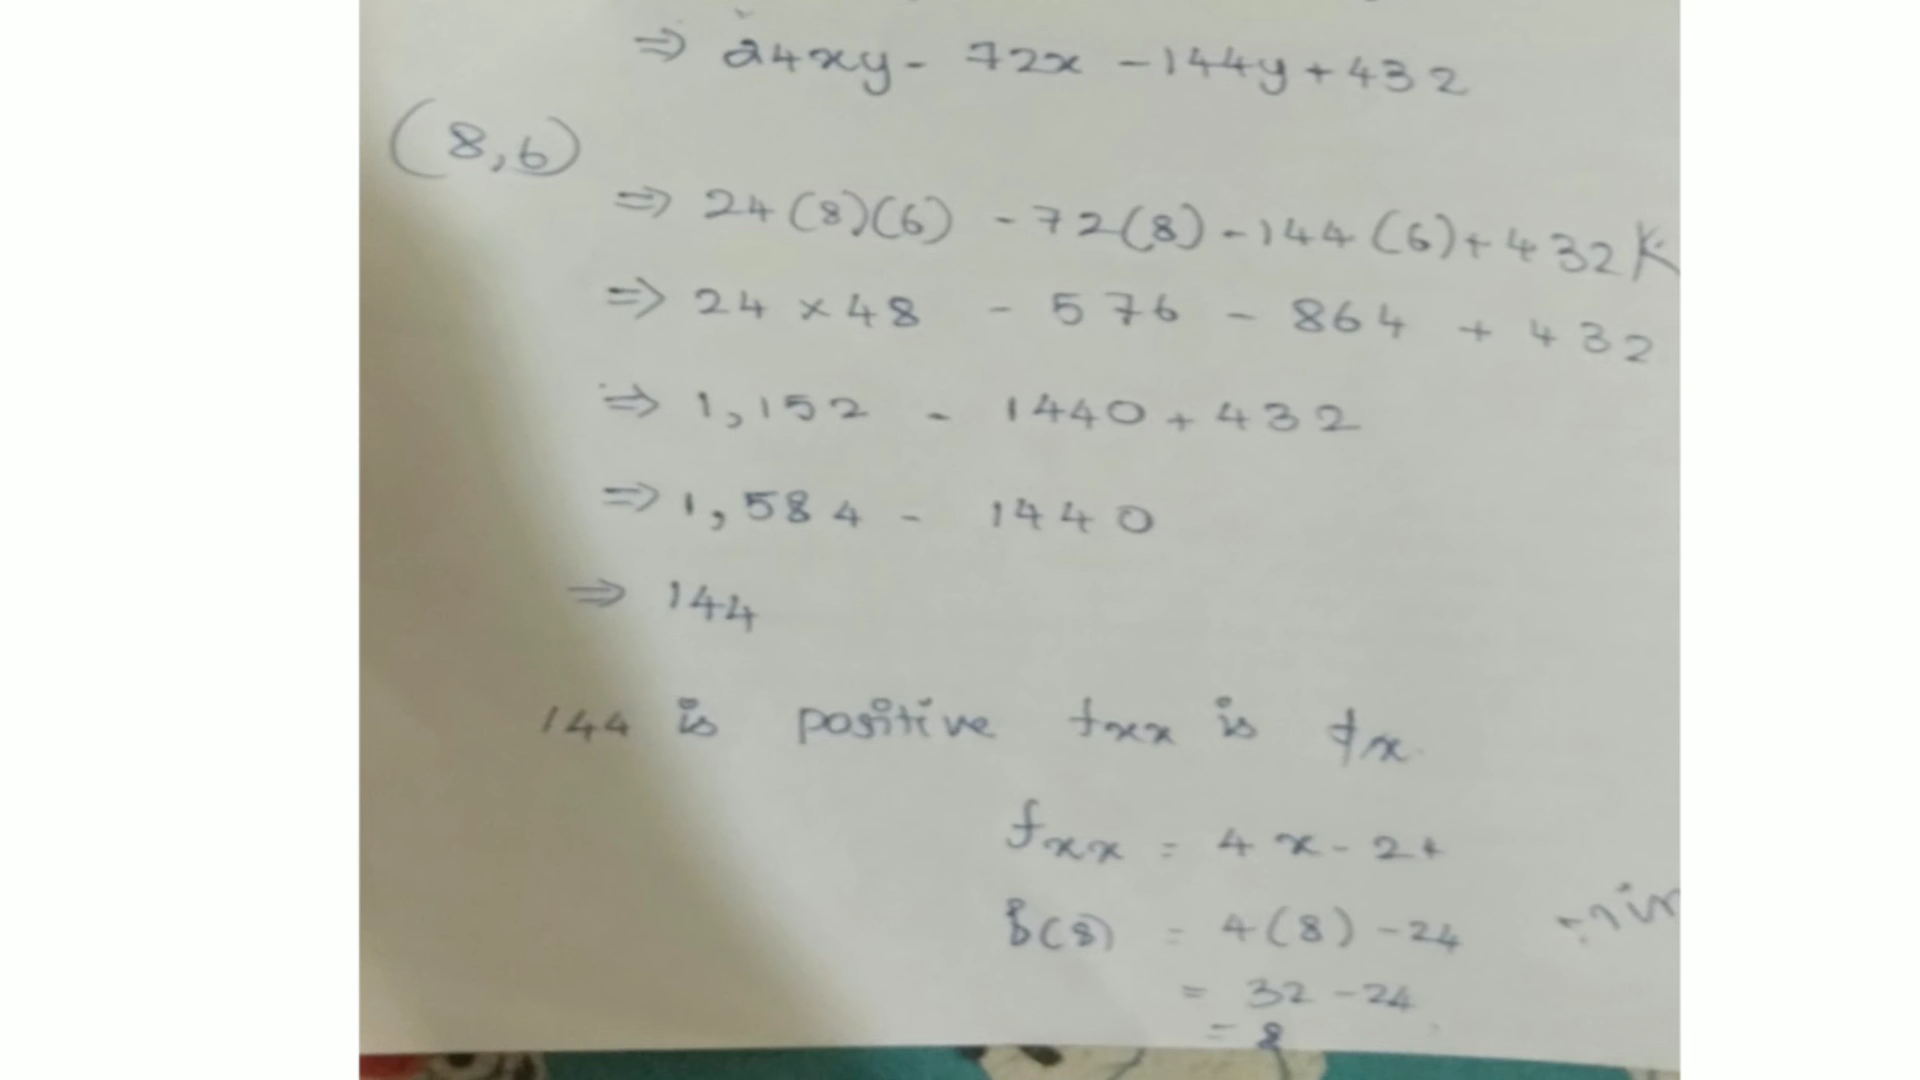 ⇒ 24xy - 72x - 144y + 432
(8,6)
⇒ 24(8)(6) - 72(8) - 144(6) + 432
⇒ 24 × 48 - 576 - 864 + 432
⇒ 1,152 - 1440 + 432
⇒ 1,584 - 1440
⇒ 144
144 is positive fxx is fx
fxx = 4x - 24
f(8) = 4(8) - 24
= 32 - 24
= 8